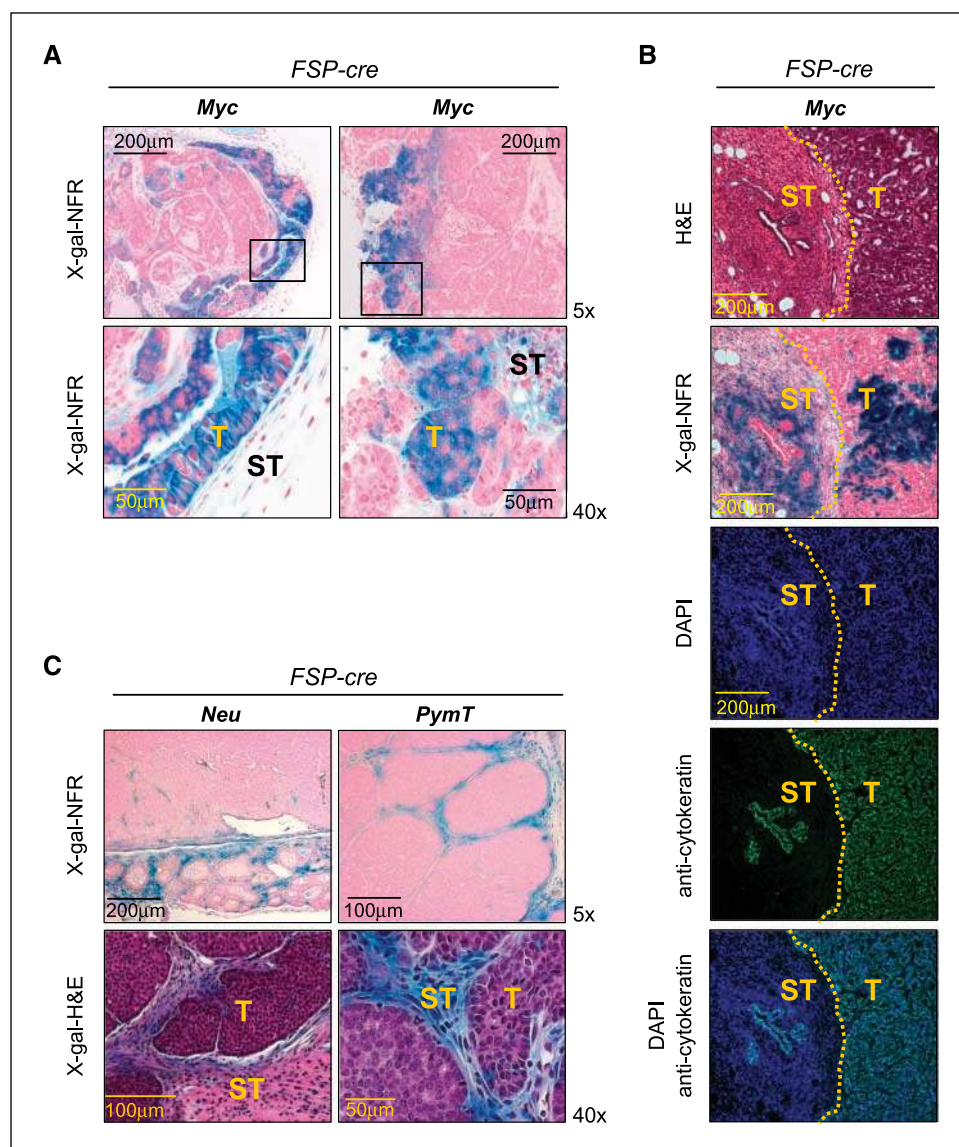 A
FSP-cre
Myc
Myc
X-gal-NFR
200µm
200µm
5x
X-gal-NFR
T
ST
50µm
T
ST
50µm
40x
B
FSP-cre
Myc
H&E
ST
T
200µm
X-gal-NFR
ST
T
200µm
DAPI
ST
T
200µm
anti-cytokeratin
ST
T
DAPI
anti-cytokeratin
ST
T
C
FSP-cre
Neu
PymT
X-gal-NFR
200µm
100µm
5x
X-gal-H&E
T
ST
100µm
ST
T
50µm
40x